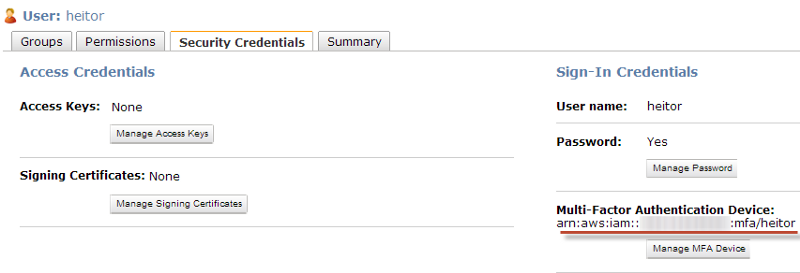 User: heitor
Groups Permissions Security Credentials Summary
Access Credentials
Access Keys: None
Manage Access Keys
Signing Certificates: None
Manage Signing Certificates
Sign-In Credentials
User name: heitor
Password: Yes
Manage Password
Multi-Factor Authentication Device:
arn:aws:iam:: :mfa/heitor
Manage MFA Device